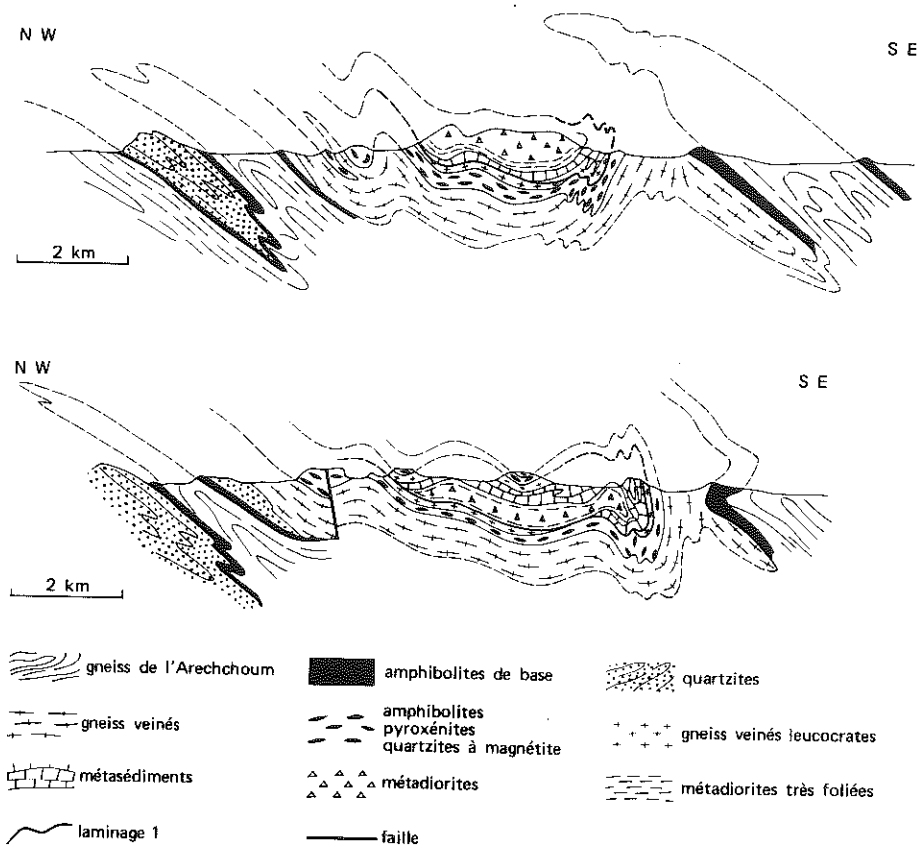 N W
S E
2 km
N W
S E
2 km
gneiss de l'Arechchoum
amphibolites de base
quartzites
gneiss veinés
amphibolites
pyroxénites
quartzites à magnétite
gneiss veinés leucocrates
métasédiments
métadiorites
métadiorites très foliées
laminage 1
faille